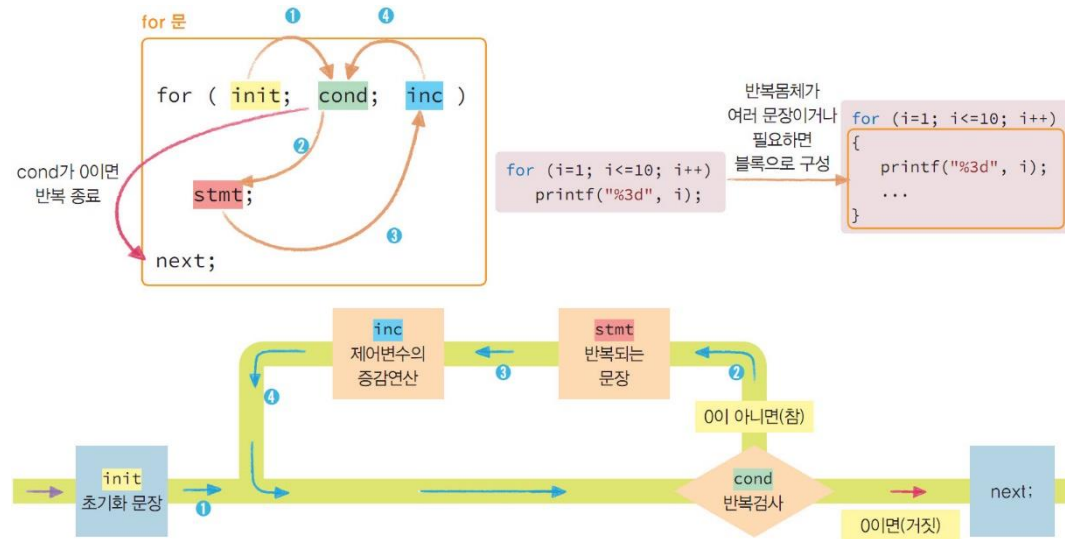 for 문
❶
❹
for ( init; cond; inc )
❷
cond가 0이면
반복 종료
stmt;
❸
next;
for (i=1; i<=10; i++)
printf("%3d", i);
반복몸체가
여러 문장이거나
필요하면
블록으로 구성
for (i=1; i<=10; i++)
{
printf("%3d", i);
...
}
inc
제어변수의
증감연산
❸
stmt
반복되는
문장
❷
❹
0이 아니면(참)
init
초기화 문장
❶
cond
반복검사
0이면(거짓)
next;